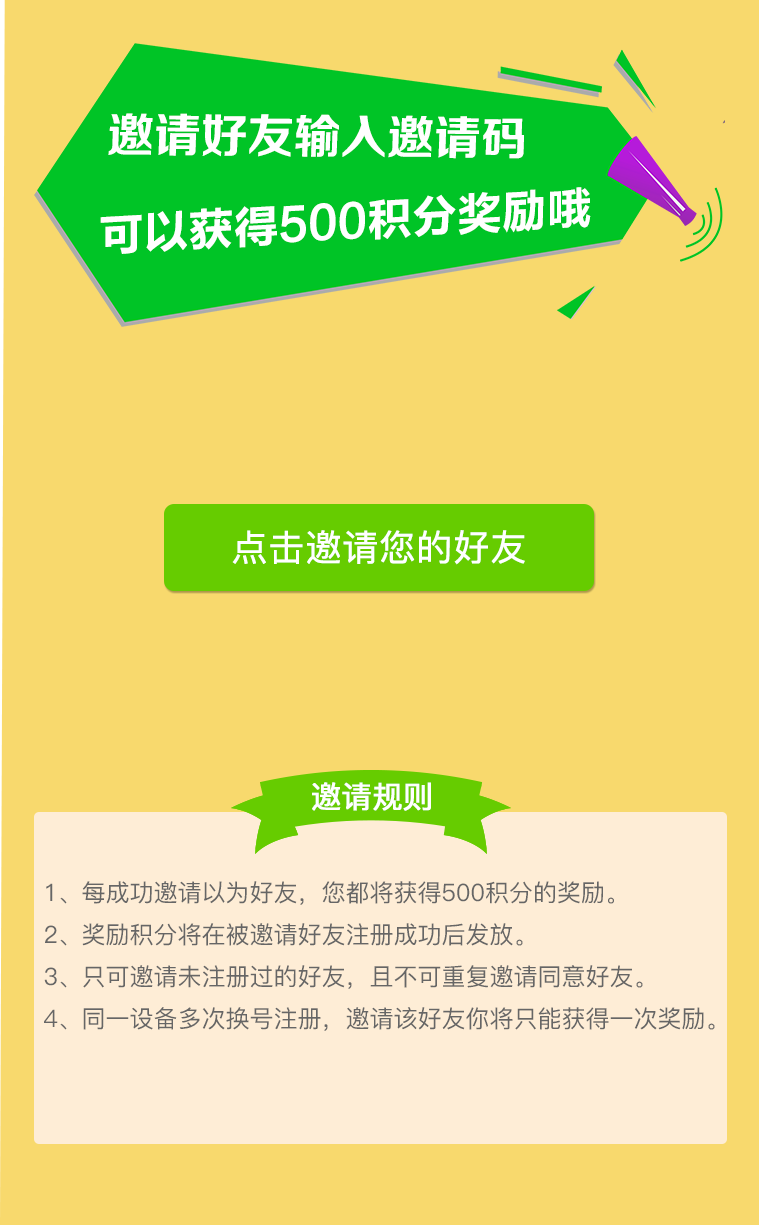 邀请好友输入邀请码
可以获得500积分奖励哦
点击邀请您的好友
邀请规则
1、每成功邀请以为好友，您都将获得500积分的奖励。
2、奖励积分将在被邀请好友注册成功后发放。
3、只可邀请未注册过的好友，且不可重复邀请同意好友。
4、同一设备多次换号注册，邀请该好友你将只能获得一次奖励。